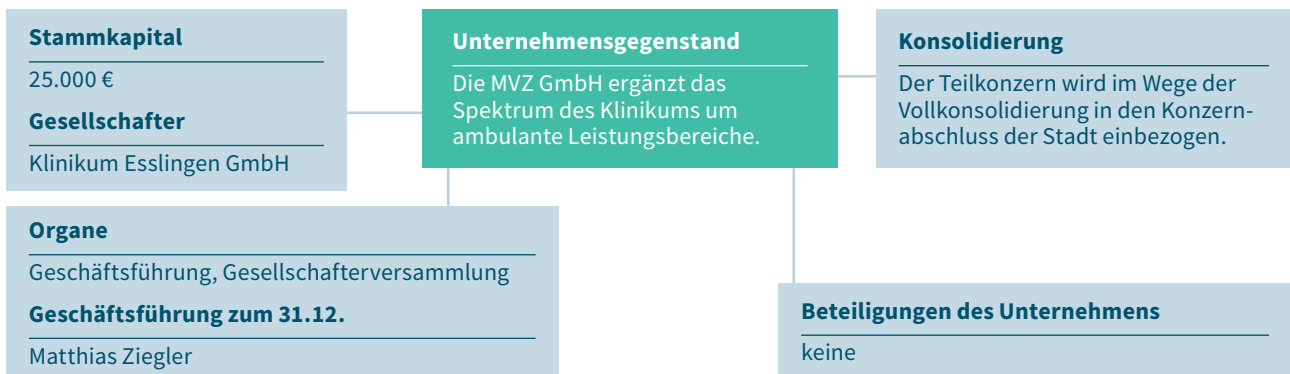 Stammkapital
25.000 €
Gesellschafter
Klinikum Esslingen GmbH
Unternehmensgegenstand
Die MVZ GmbH ergänzt das
Spektrum des Klinikums um
ambulante Leistungsbereiche.
Konsolidierung
Der Teilkonzern wird im Wege der
Vollkonsolidierung in den Konzern-
abschluss der Stadt einbezogen.
Organe
Geschäftsführung, Gesellschafterversammlung
Geschäftsführung zum 31.12.
Matthias Ziegler
Beteiligungen des Unternehmens
keine